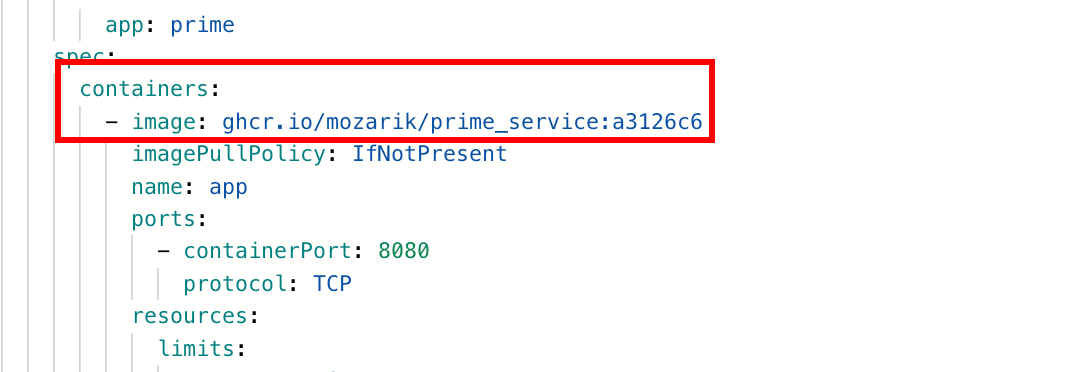 app: prime
spec:
containers:
- image: ghcr.io/mozarik/prime_service:a3126c6
imagePullPolicy: IfNotPresent
name: app
ports:
- containerPort: 8080
protocol: TCP
resources:
limits: